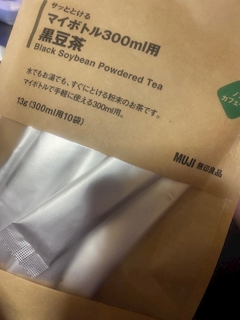 サッととける
マイボトル300ml用
黒豆茶
Black Soybean Powdered Tea
水でもお湯でも、すぐにとける粉末のお茶です。
マイボトルで手軽に使える300ml用。
13g(300ml用10袋)
カフェ
MUJI 無印良品